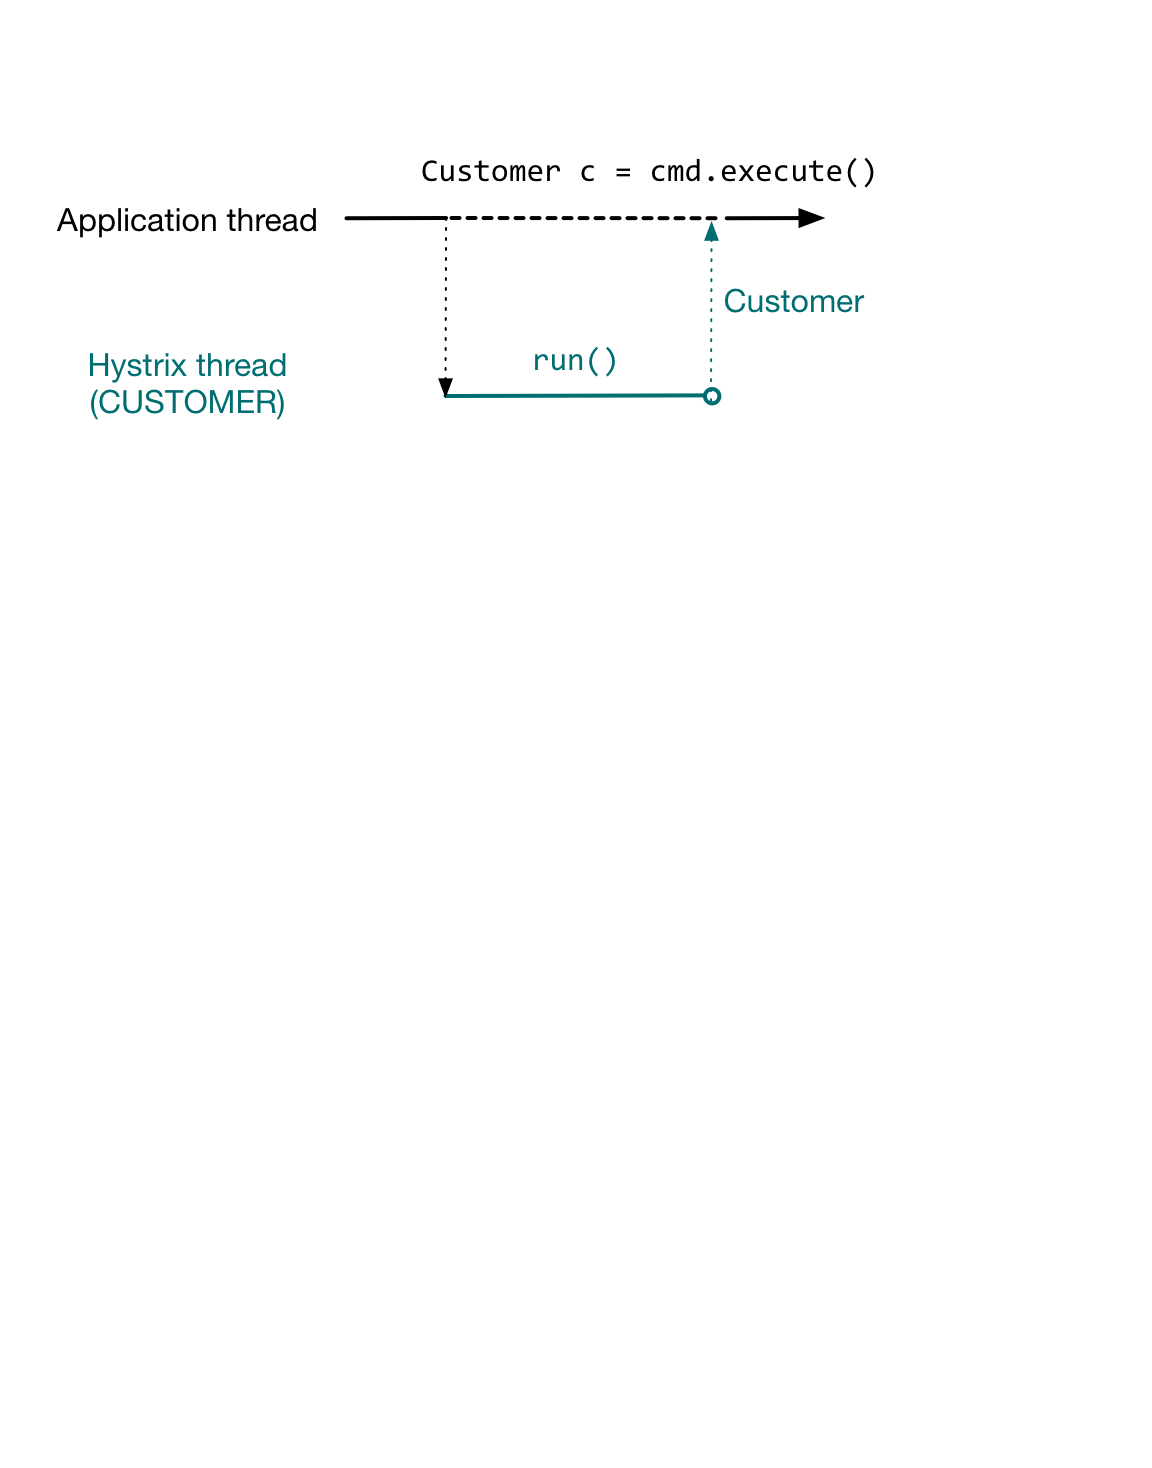 Customer c = cmd.execute()
Application thread
Customer
run()
Hystrix thread
(CUSTOMER)